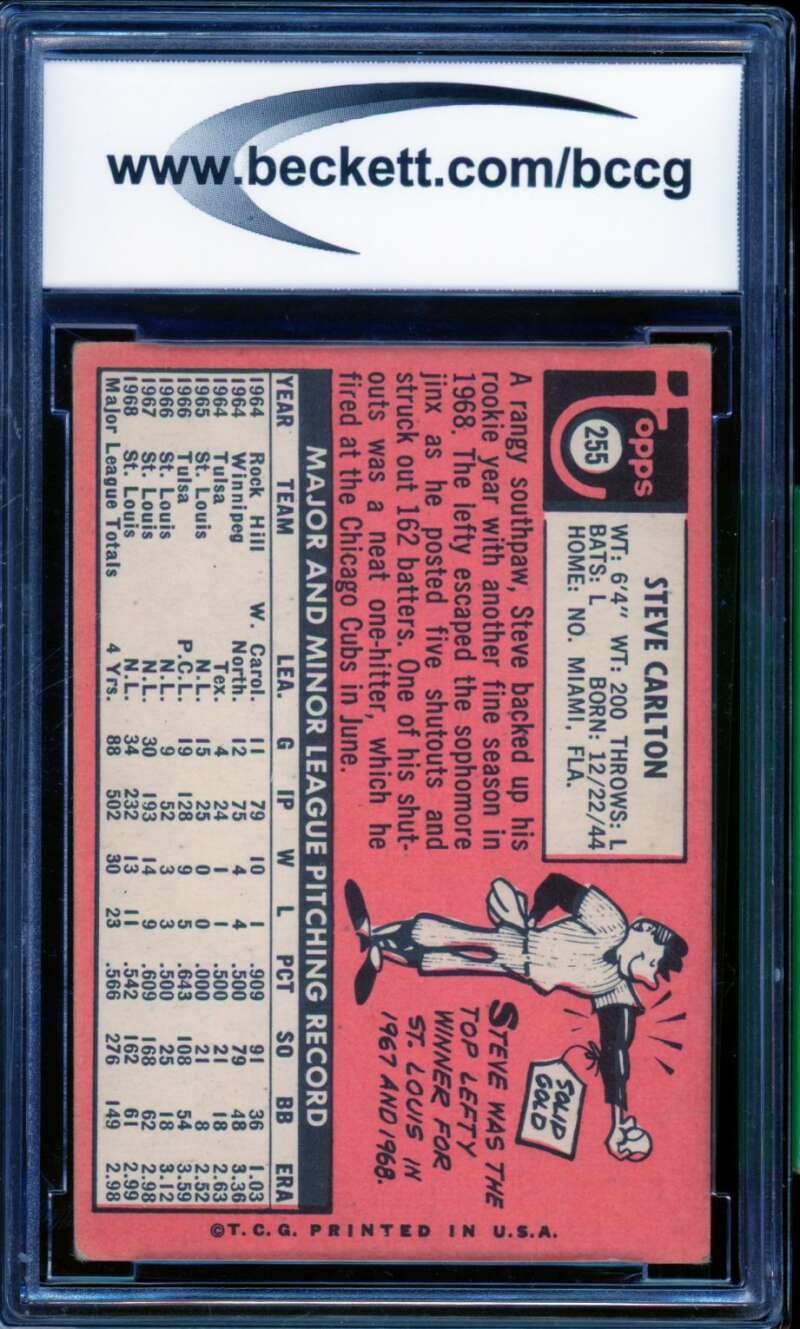 www.beckett.com/bccg
Topps
255
STEVE CARLTON
WT: 6'4" WT: 200 THROWS: L
BATS: L BORN: 12/22/44
HOME: NO. MIAMI, FLA.
A rangy southpaw, Steve backed up his
rookie year with another fine season in
1968. The lefty escaped the sophomore
jinx as he posted five shutouts and
struck out 162 batters. One of his shut-
outs was a neat one-hitter, which he
fired at the Chicago Cubs in June.
SOLID
GOLD
STEVE WAS THE
TOP LEFTY
WINNER FOR
ST. LOUIS IN
1967 AND 1968.
MAJOR AND MINOR LEAGUE PITCHING RECORD
YEAR TEAM LEA. G IP W L PCT SO BB ERA
1964 Rock Hill W. Carol. 11 79 10 1 .909 91 36 1.03
1964 Winnipeg North. 12 75 4 4 .500 79 48 3.36
1964 Tulsa Tex. 4 24 1 1 .500 21 18 2.63
1965 St. Louis N.L. 15 25 0 0 .000 21 8 2.52
1966 Tulsa P.C.L. 19 128 9 5 .643 108 54 3.59
1966 St. Louis N.L. 9 52 3 3 .500 25 18 3.12
1967 St. Louis N.L. 30 193 14 9 .609 168 62 2.98
1968 St. Louis N.L. 34 232 13 11 .542 162 61 2.99
Major League Totals 4 Yrs. 88 502 30 23 .566 276 149 2.98
©T.C.G. PRINTED IN U.S.A.